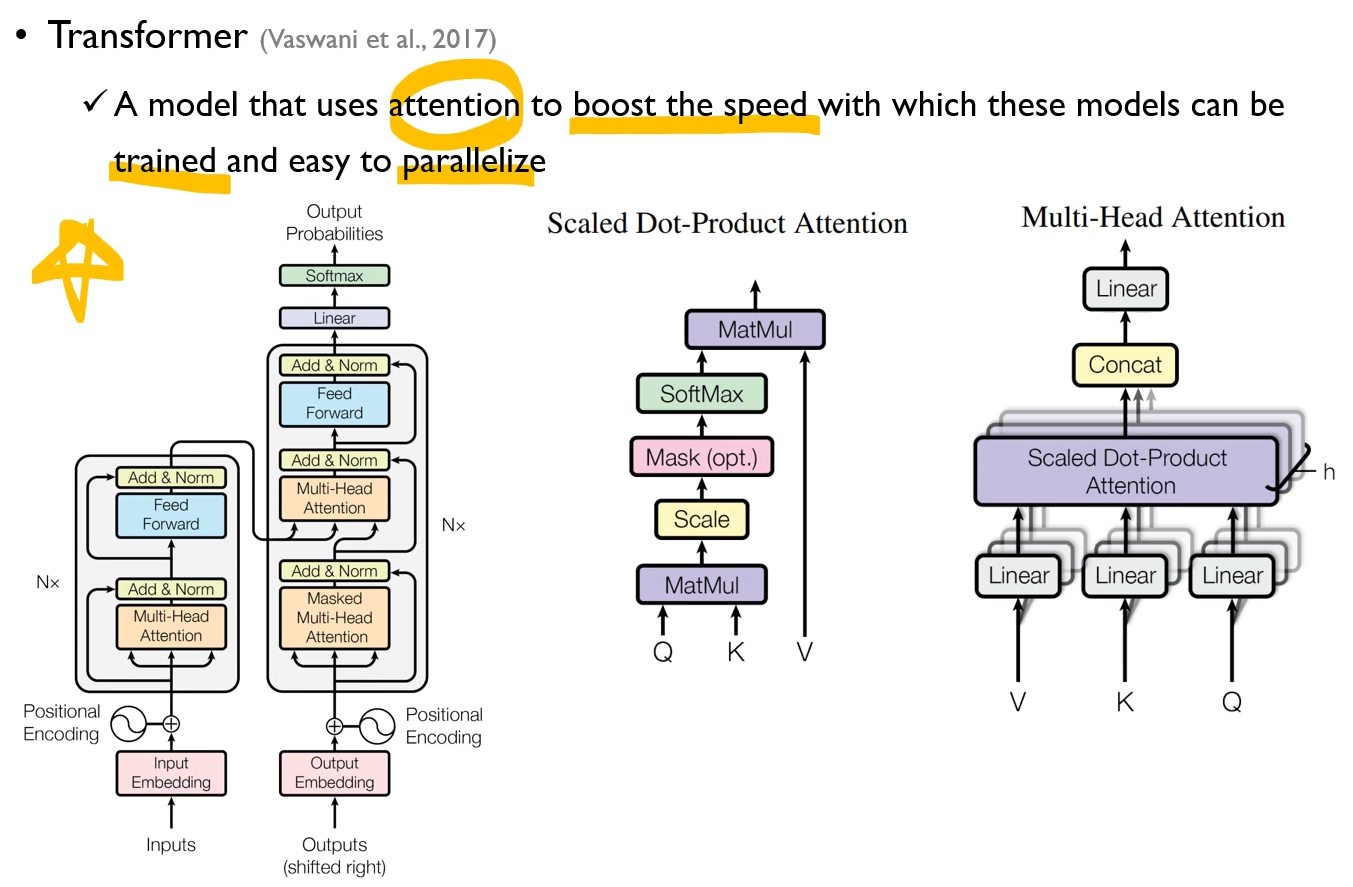 • Transformer (Vaswani et al., 2017)
✓ A model that uses attention to boost the speed with which these models can be
trained and easy to parallelize
Output
Probabilities
Softmax
Linear
Add & Norm
Feed
Forward
Add & Norm
Multi-Head
Attention
Nx
Add & Norm
Masked
Multi-Head
Attention
Add & Norm
Feed
Forward
Nx
Add & Norm
Multi-Head
Attention
Positional
Encoding
Positional
Encoding
Input
Embedding
Output
Embedding
Inputs
Outputs
(shifted right)
Scaled Dot-Product Attention
MatMul
SoftMax
Mask (opt.)
Scale
MatMul
Q K V
Multi-Head Attention
Linear
Concat
Scaled Dot-Product
Attention
h
Linear Linear Linear
V K Q